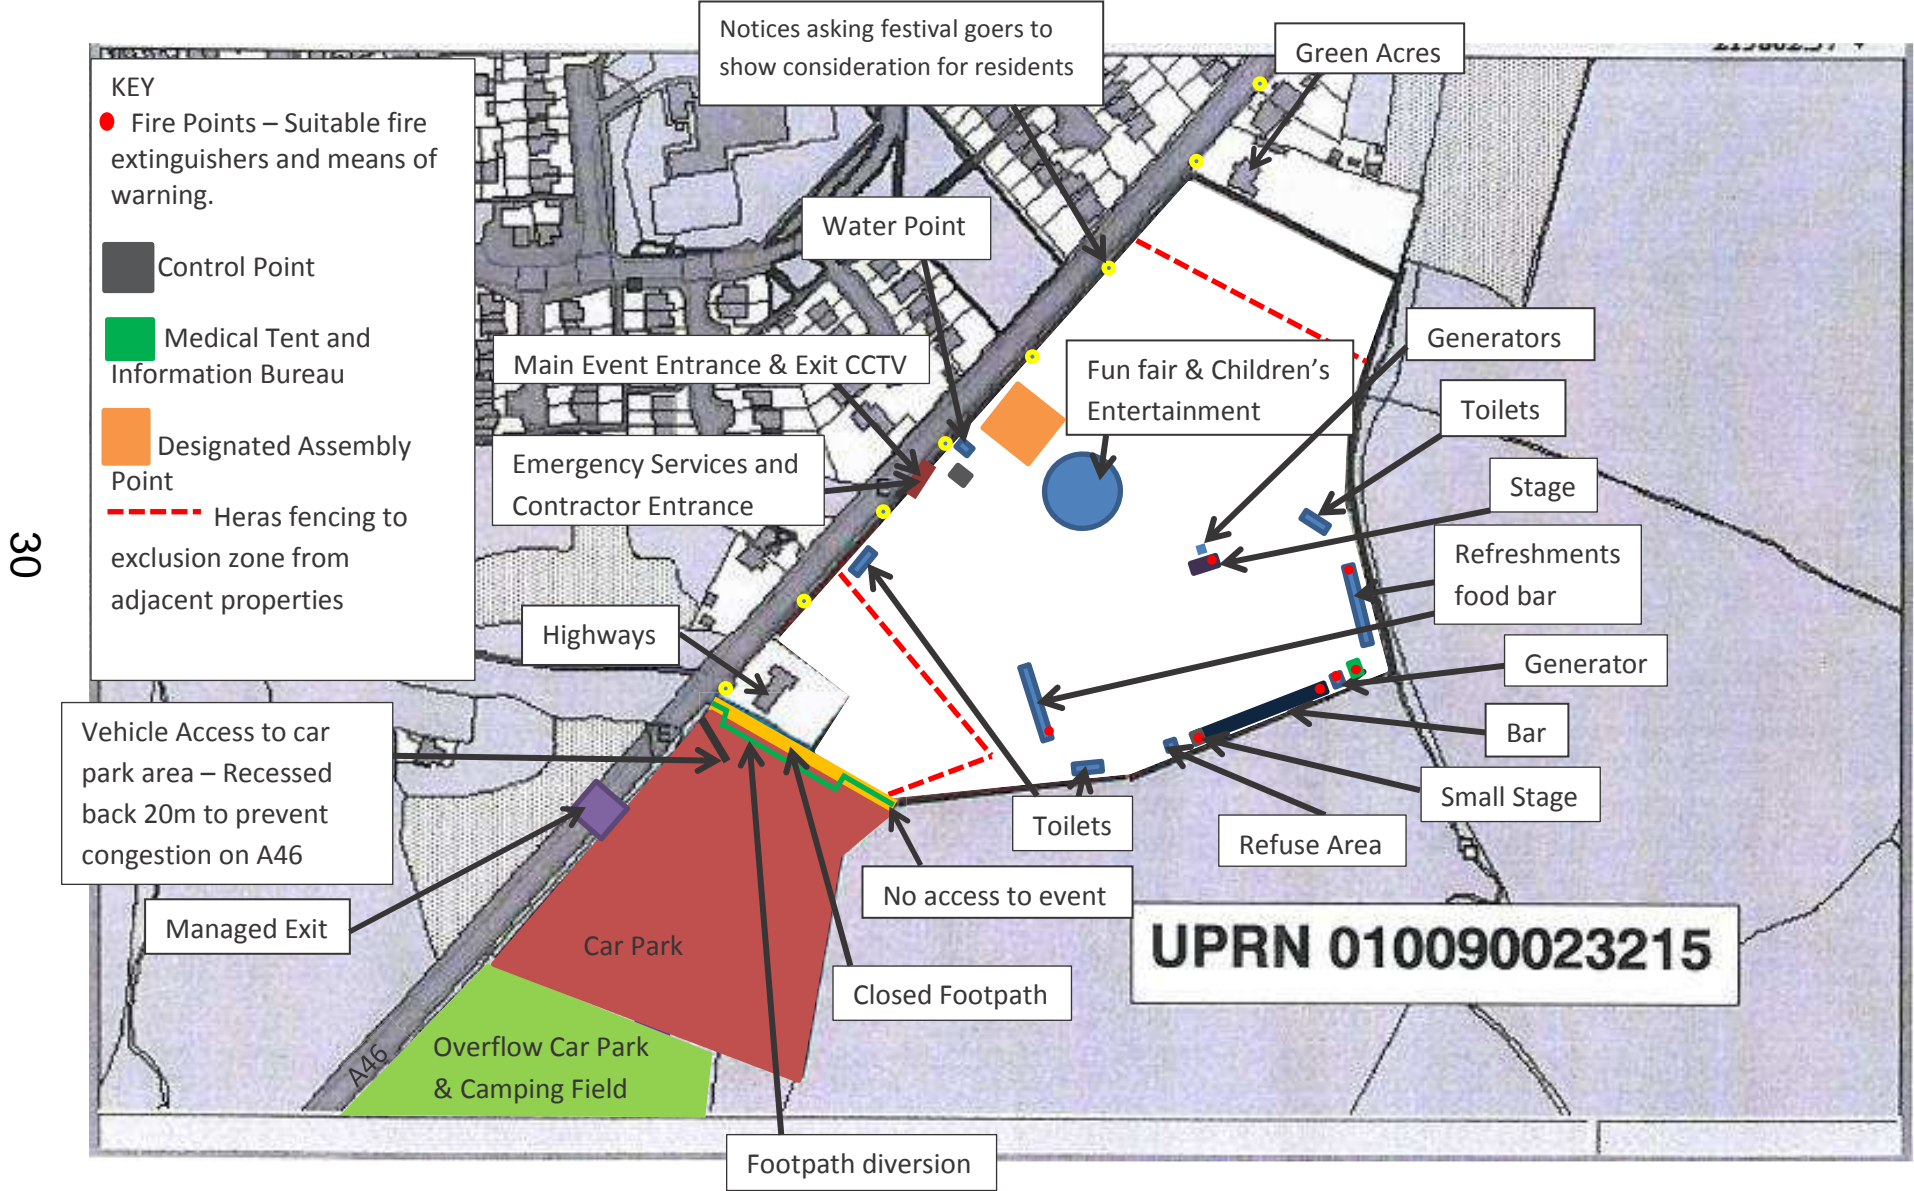 Notices asking festival goers to
show consideration for residents
Green Acres
KEY
Fire Points – Suitable fire
extinguishers and means of
warning.
Control Point
Medical Tent and
Information Bureau
Designated Assembly
Point
Heras fencing to
exclusion zone from
adjacent properties
Water Point
Main Event Entrance & Exit CCTV
Emergency Services and
Contractor Entrance
Fun fair & Children's
Entertainment
Generators
Toilets
Stage
Refreshments
food bar
Generator
Bar
Small Stage
Refuse Area
Toilets
Highways
Vehicle Access to car
park area – Recessed
back 20m to prevent
congestion on A46
Managed Exit
No access to event
Closed Footpath
Car Park
Overflow Car Park
& Camping Field
A46
Footpath diversion
UPRN 010090023215
30